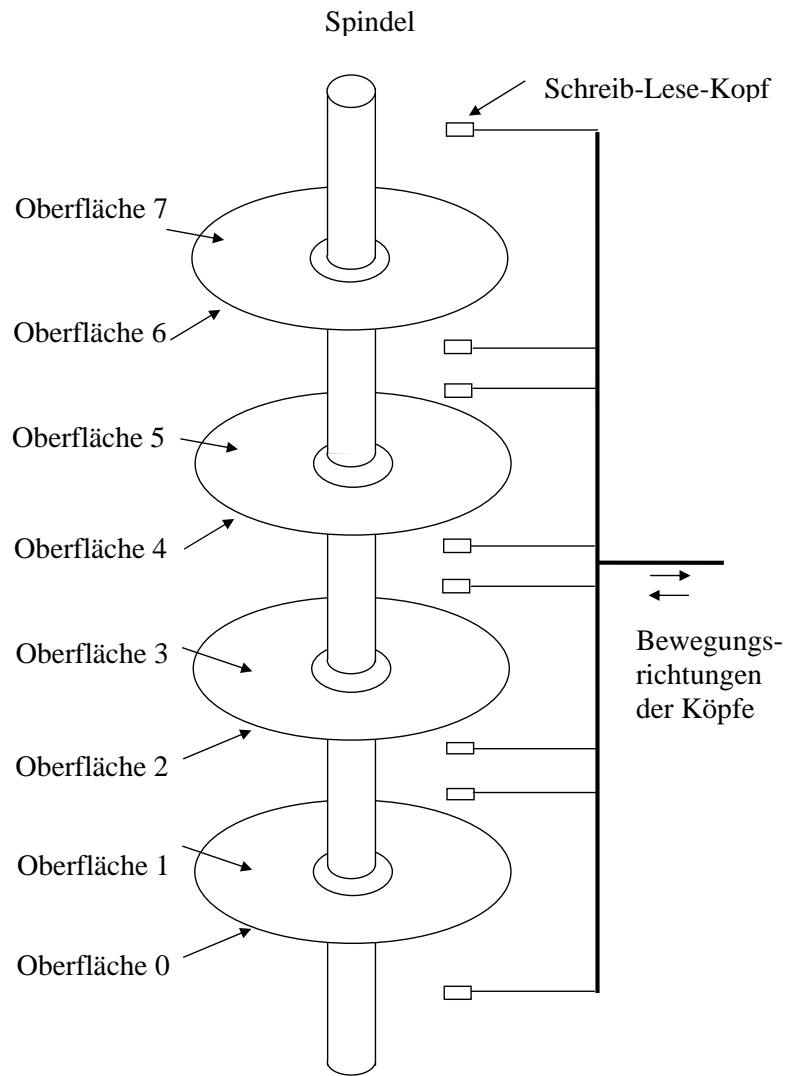 Spindel
Schreib-Lese-Kopf
Oberfläche 7
Oberfläche 6
Oberfläche 5
Oberfläche 4
Oberfläche 3
Bewegungs-
richtungen
der Köpfe
Oberfläche 2
Oberfläche 1
Oberfläche 0